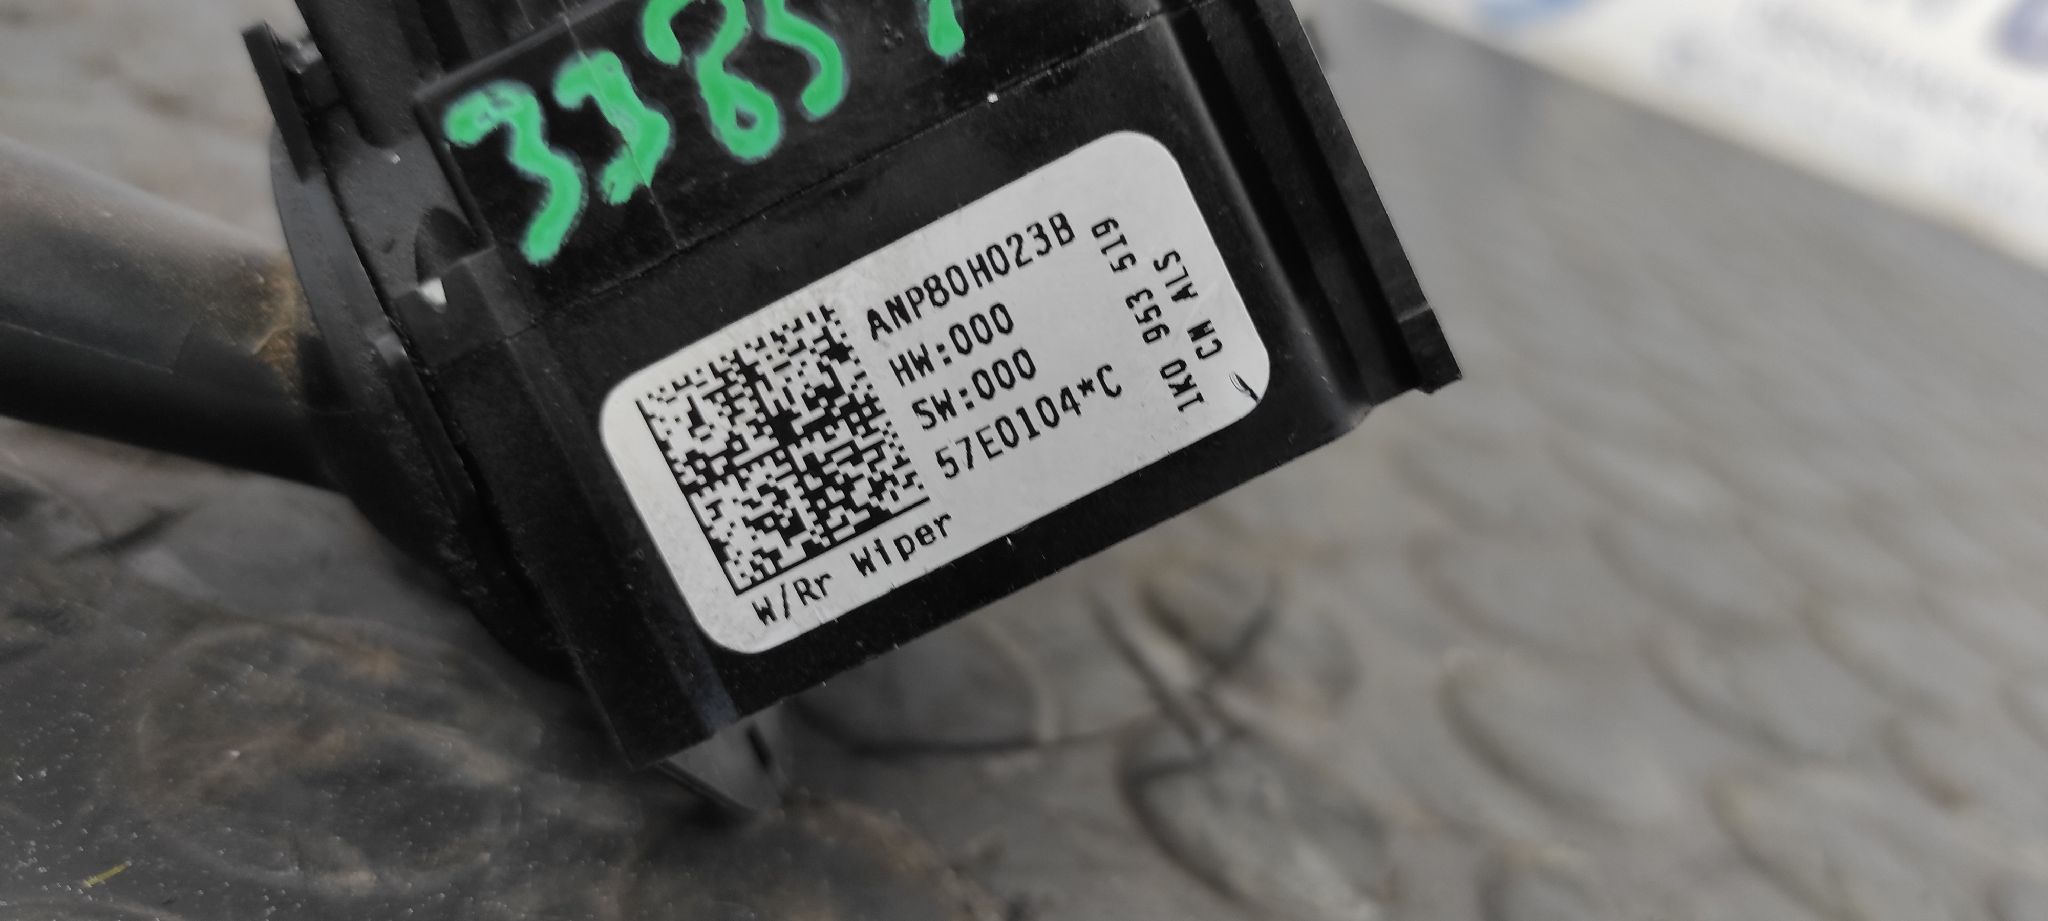 ANP80H023B
HW:000
SW:000
57E0104*C
W/Rr Wiper
1K0 953 519
CN ALS